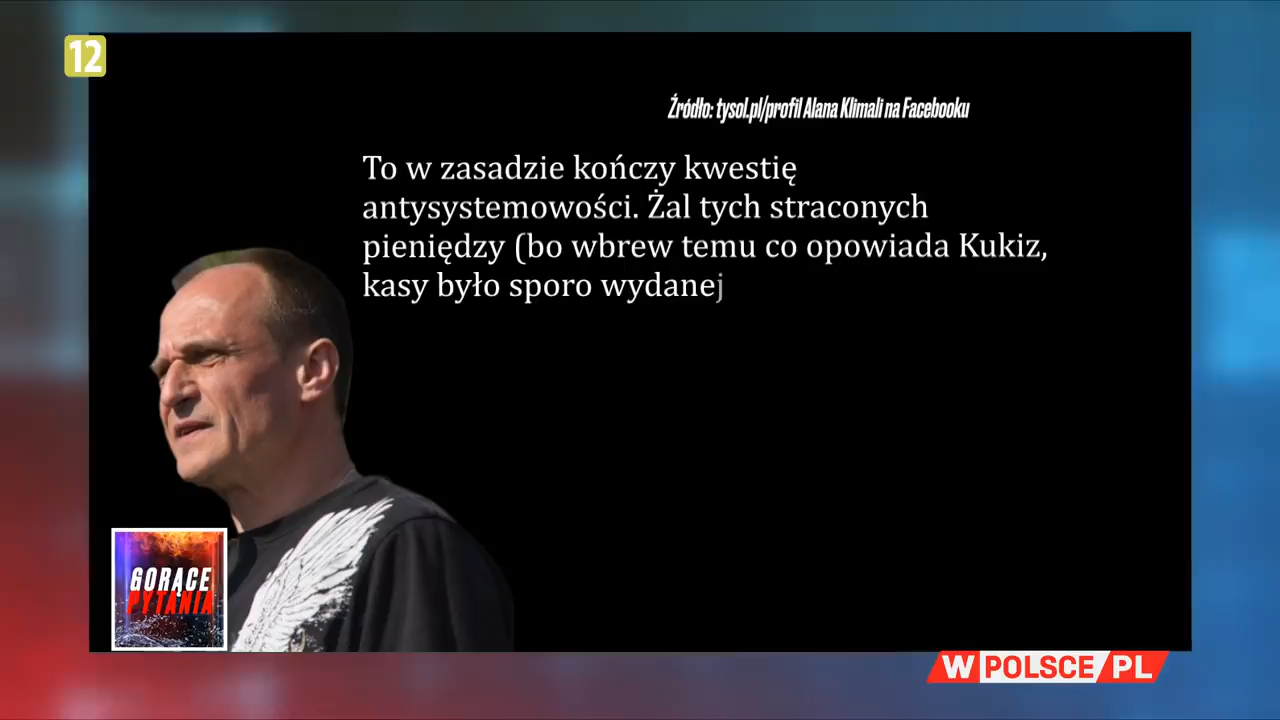 12
Źródło: tysol.pl/profil Alana Klimali na Facebooku
To w zasadzie kończy kwestię
antysystemowości. Żal tych straconych
pieniędzy (bo wbrew temu co opowiada Kukiz,
kasy było sporo wydanej
GORĄCE
PYTANIA
WPOLSCE PL